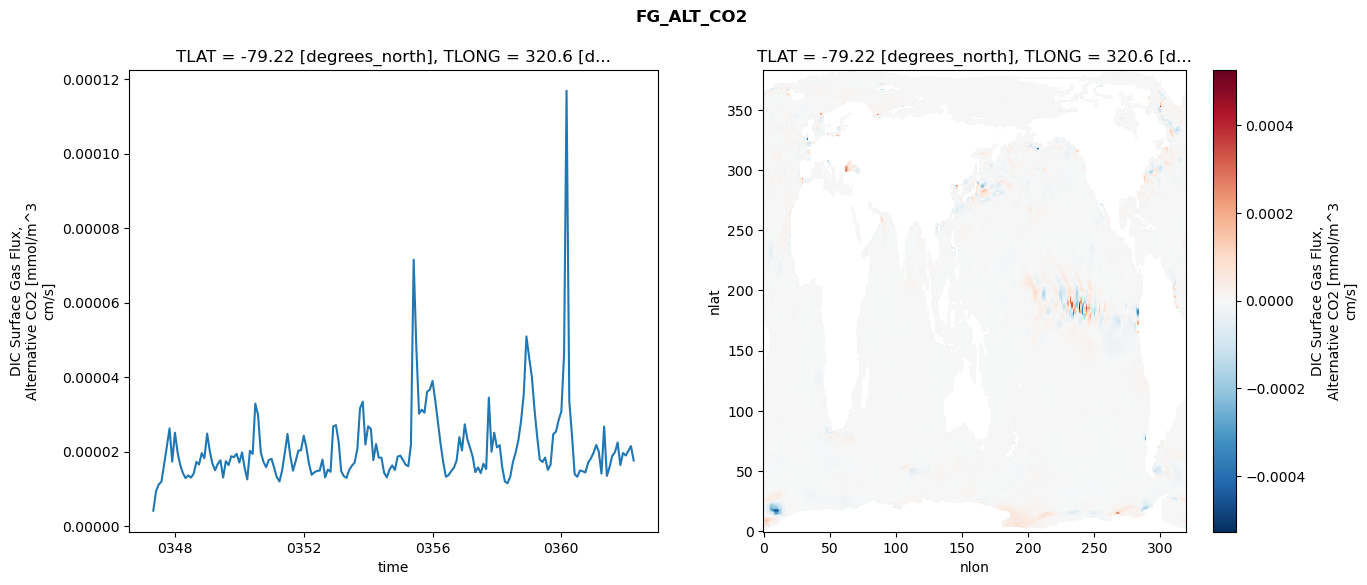 FG_ALT_CO2
TLAT = -79.22 [degrees_north], TLONG = 320.6 [d...
0.00012
0.00010
0.00008
0.00006
0.00004
0.00002
0.00000
DIC Surface Gas Flux,
Alternative CO2 [mmol/m^3
cm/s]
0348
0352
0356
0360
time
TLAT = -79.22 [degrees_north], TLONG = 320.6 [d...
350
300
250
200
150
100
50
0
nlat
0
50
100
150
200
250
300
nlon
0.0004
0.0002
0.0000
−0.0002
−0.0004
DIC Surface Gas Flux,
Alternative CO2 [mmol/m^3
cm/s]